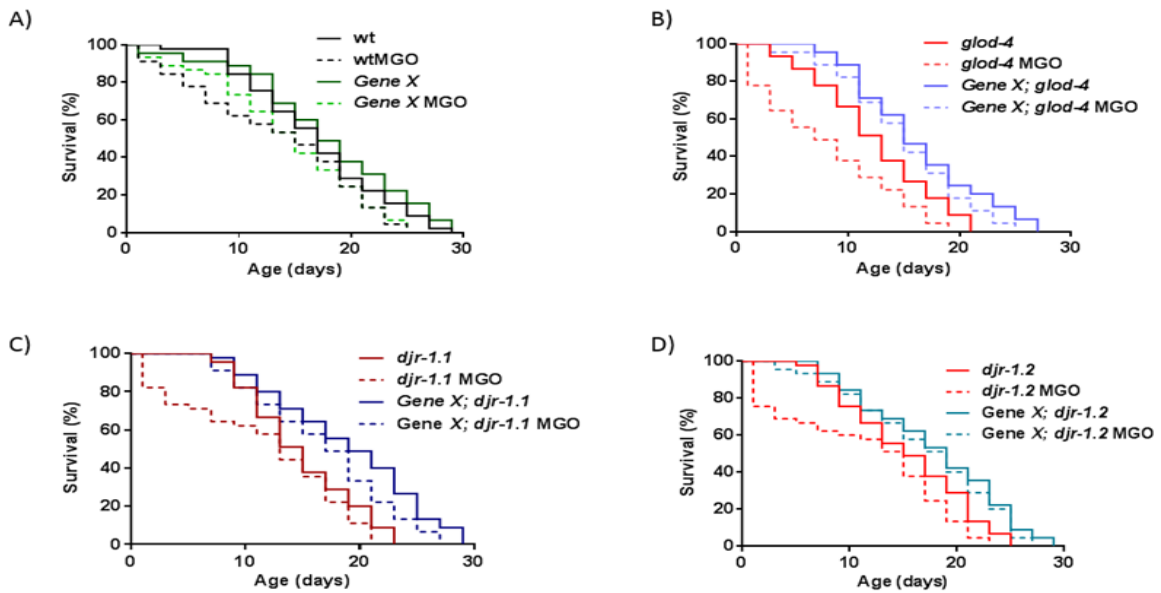 A)
Survival (%)
100
80
60
40
20
0
wt
wtMGO
Gene X
Gene X MGO
0 10 20 30
Age (days)
B)
Survival (%)
100
80
60
40
20
0
glod-4
glod-4 MGO
Gene X; glod-4
Gene X; glod-4 MGO
0 10 20 30
Age (days)
C)
Survival (%)
100
80
60
40
20
0
djr-1.1
djr-1.1 MGO
Gene X; djr-1.1
Gene X; djr-1.1 MGO
0 10 20 30
Age (days)
D)
Survival (%)
100
80
60
40
20
0
djr-1.2
djr-1.2 MGO
Gene X; djr-1.2
Gene X; djr-1.2 MGO
0 10 20 30
Age (days)